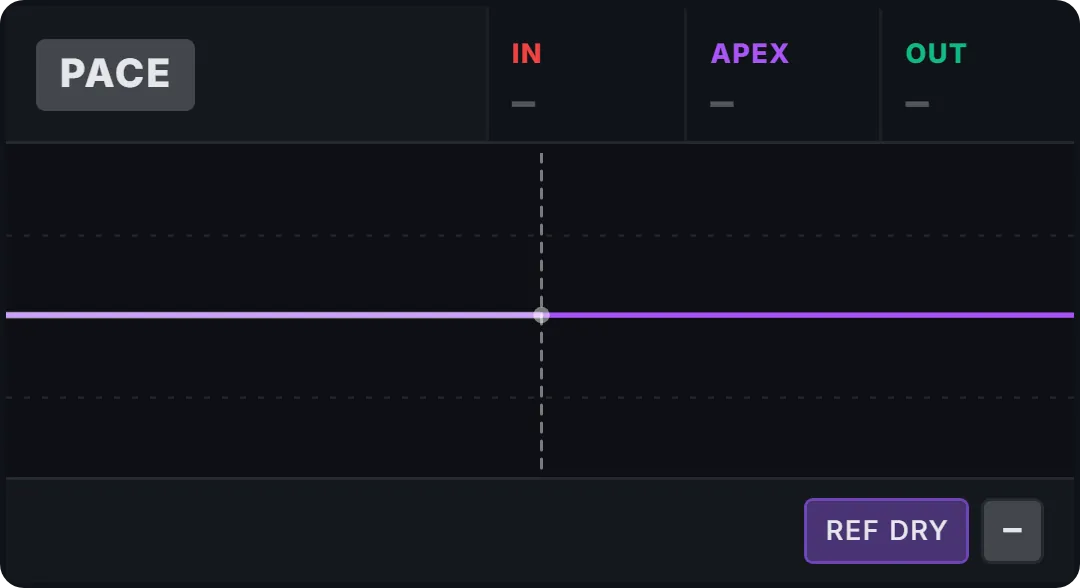 PACE
IN
APEX
OUT
–
–
–
REF DRY
–